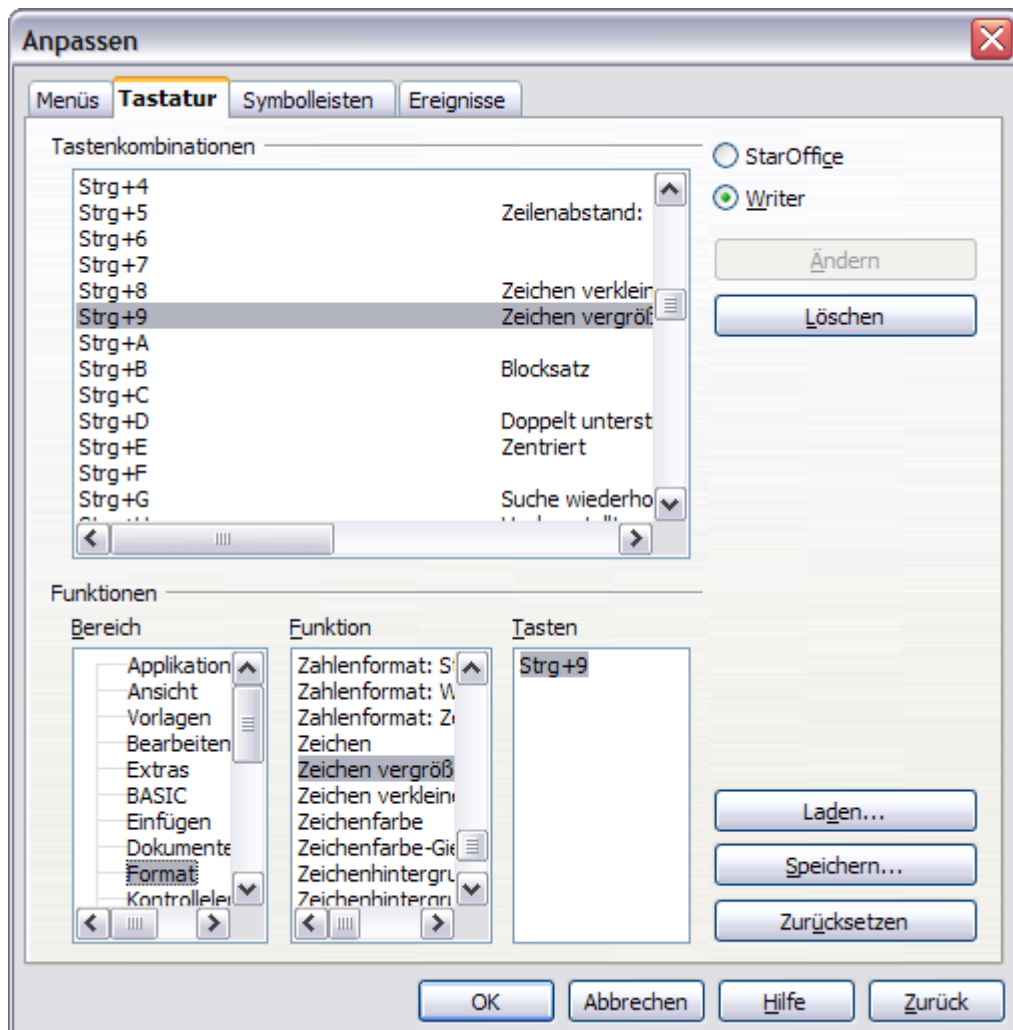 Anpassen
Menüs Tastatur Symbolleisten Ereignisse
Tastenkombinationen
StarOffice
Writer
Ändern
Löschen
Strg+4
Strg+5 Zeilenabstand:
Strg+6
Strg+7
Strg+8 Zeichen verklein
Strg+9 Zeichen vergröß
Strg+A
Strg+B Blocksatz
Strg+C
Strg+D Doppelt unterst
Strg+E Zentriert
Strg+F
Strg+G Suche wiederho
Funktionen
Bereich
Applikation
Ansicht
Vorlagen
Bearbeiten
Extras
BASIC
Einfügen
Dokumente
Format
Kontrollele
Funktion
Zahlenformat: S
Zahlenformat: W
Zahlenformat: Z
Zeichen
Zeichen vergröß
Zeichen verklein
Zeichenfarbe
Zeichenfarbe-Gie
Zeichenhintergru
Zeichenhintergru
Tasten
Strg+9
Laden...
Speichern...
Zurücksetzen
OK Abbrechen Hilfe Zurück